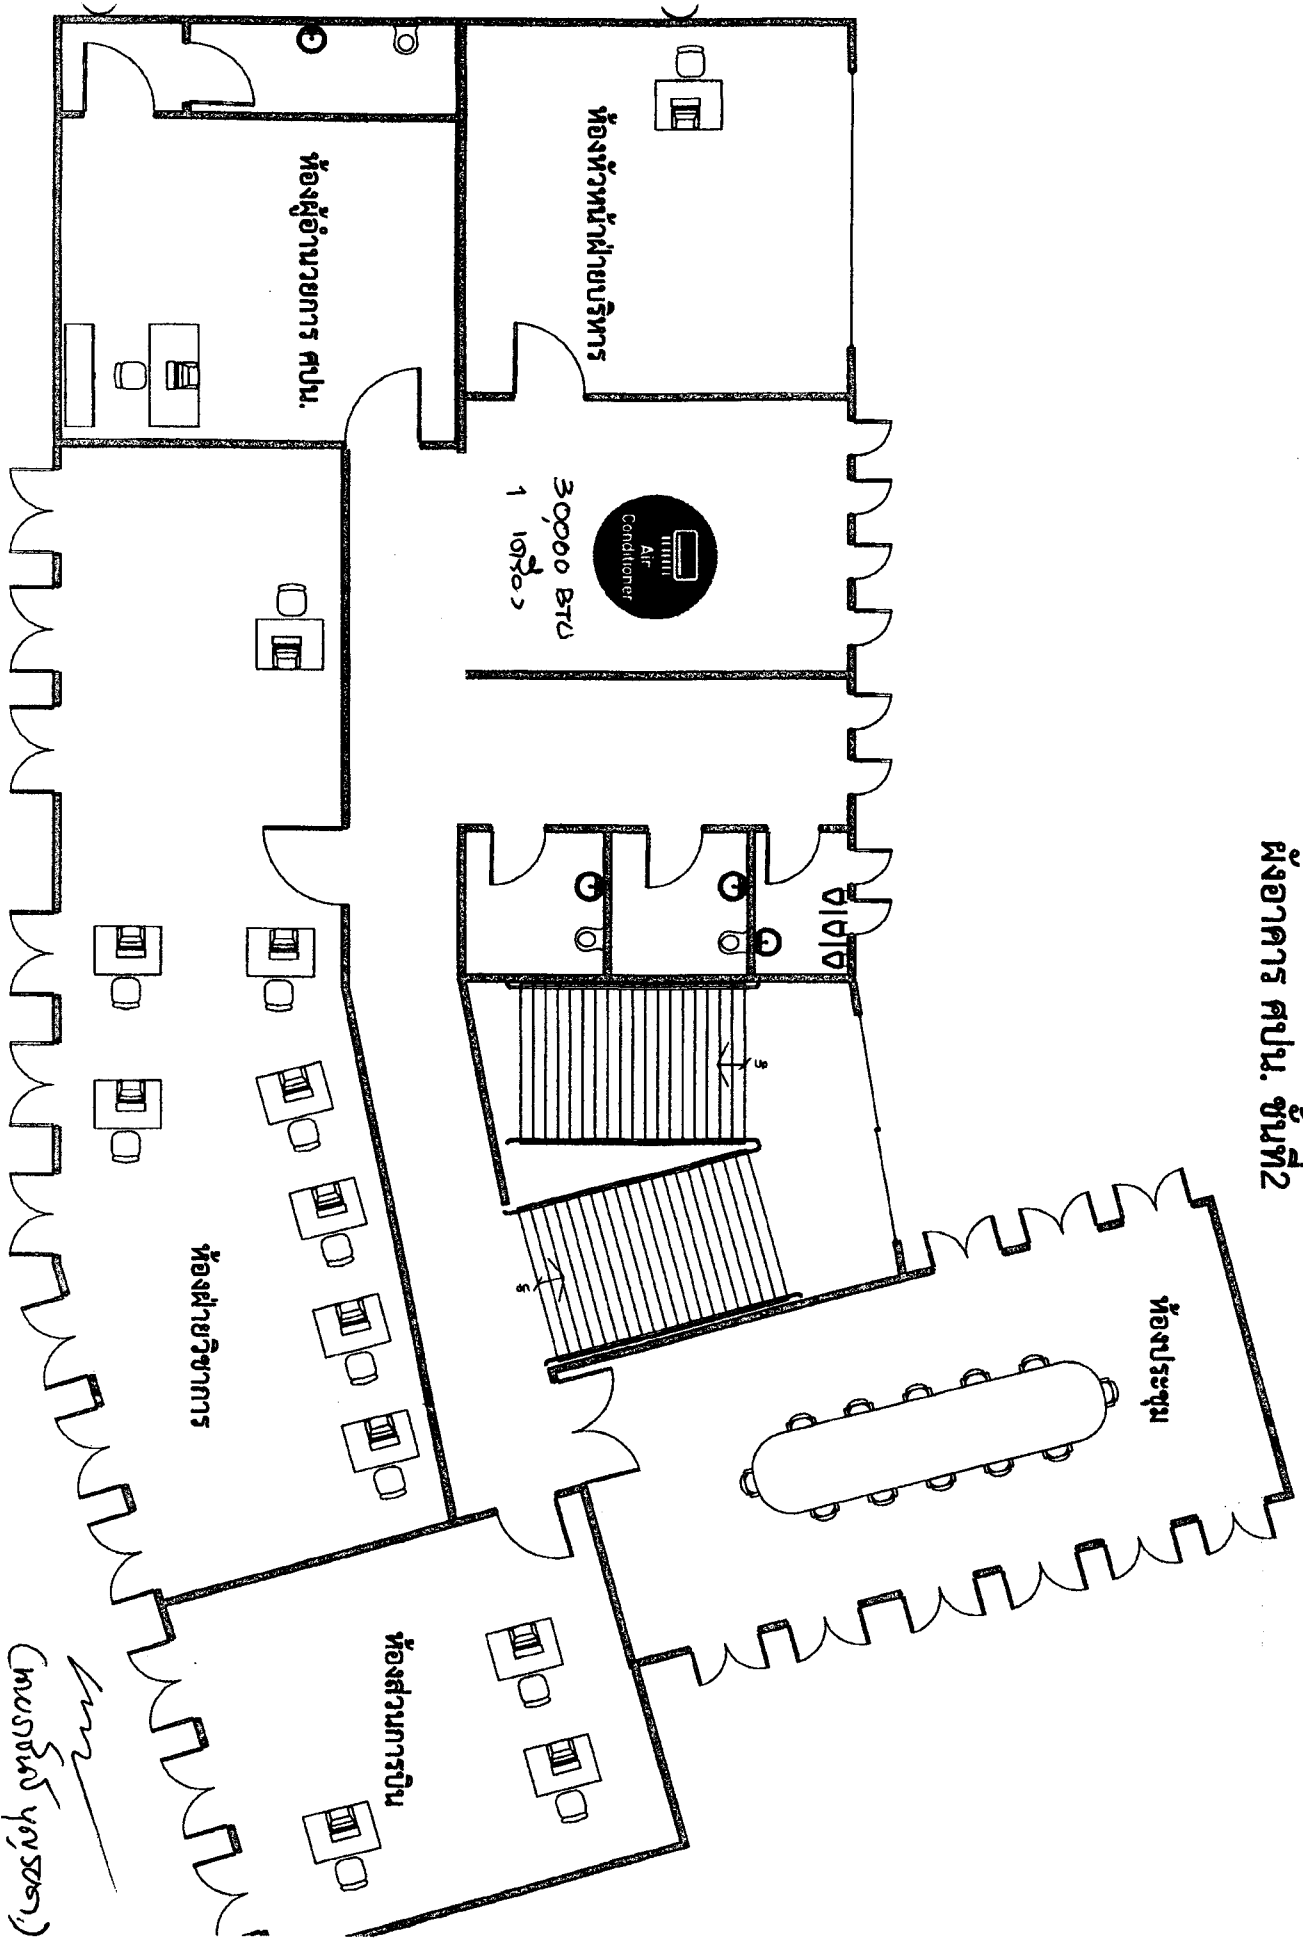 ผังอาคาร ศปน. ชั้นที่2
ห้องหัวหน้าฝ่ายบริหาร
ห้องผู้อำนวยการ ศปน.
Air
Conditioner
30,000 BTU
1 เครื่อง
up
up
ห้องประชุม
ห้องฝ่ายวิชาการ
ห้องส่วนการบิน